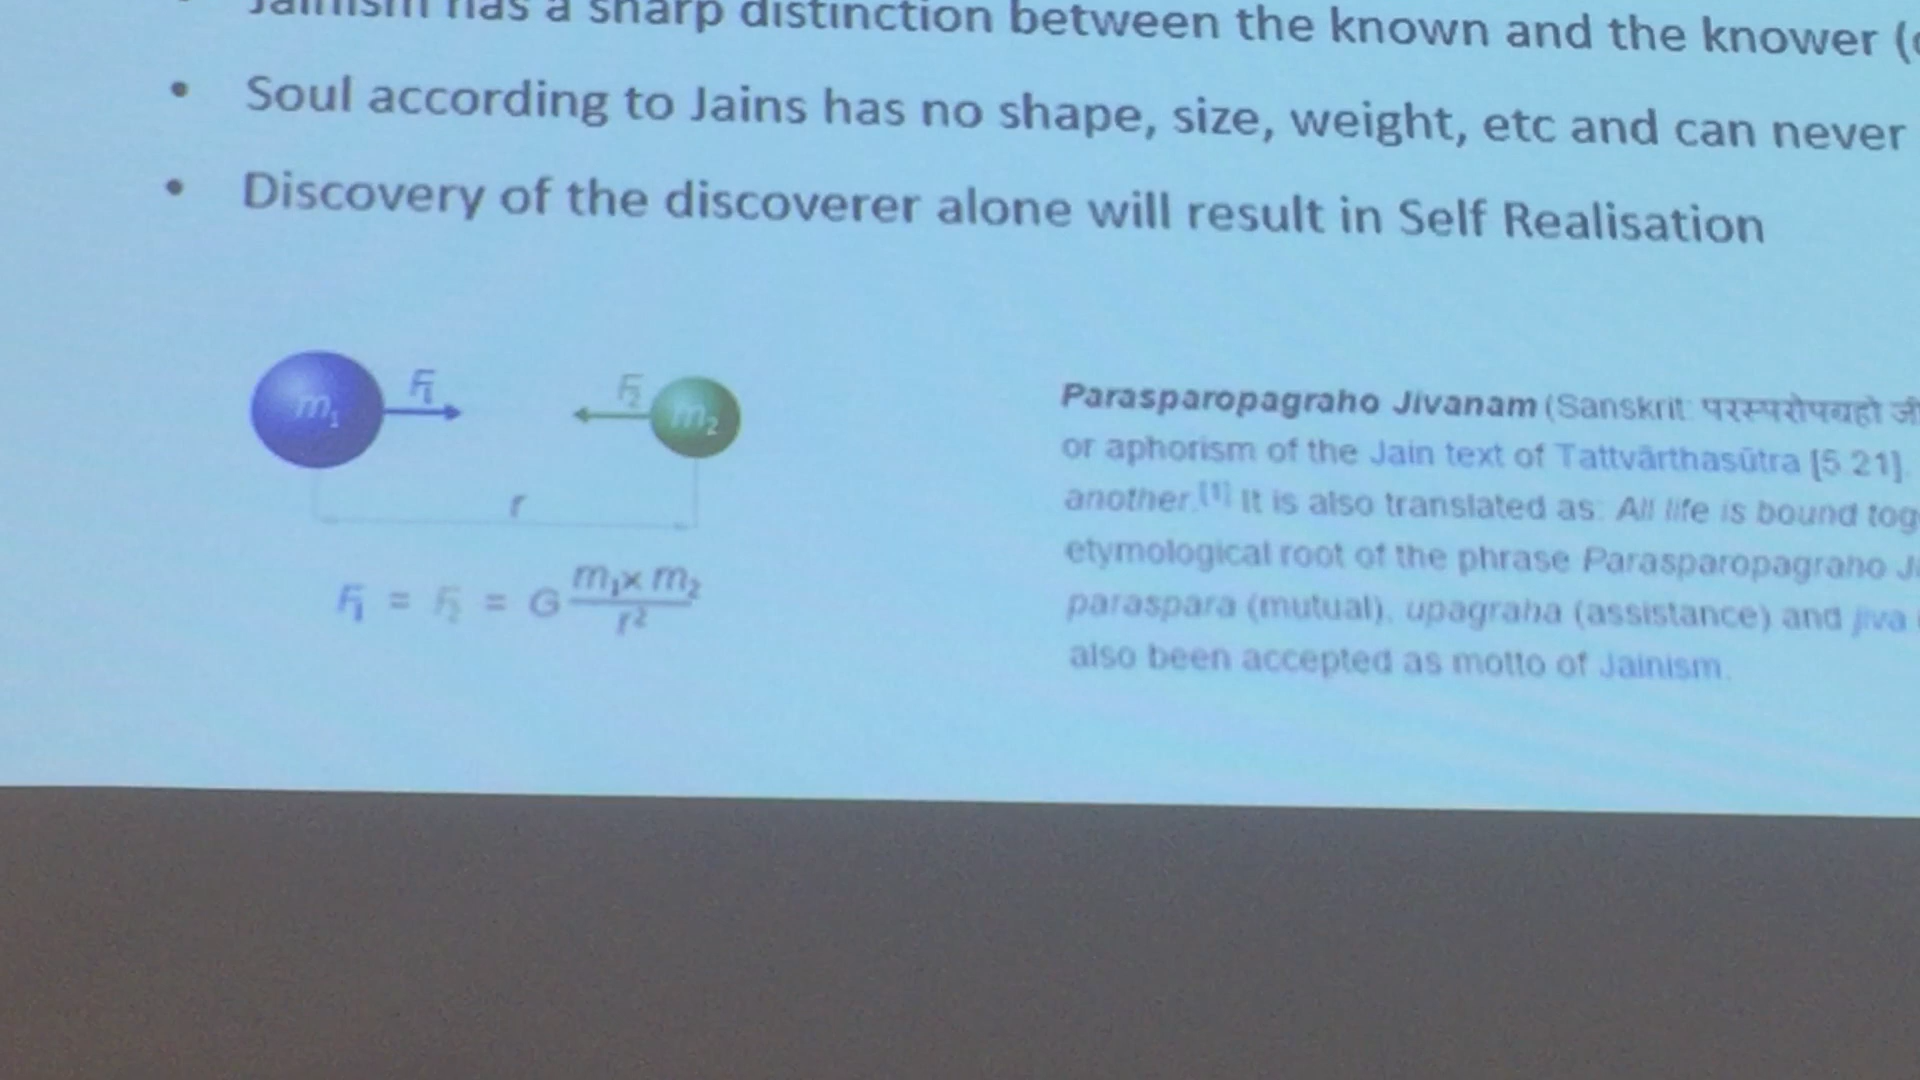 Jainism has a sharp distinction between the known and the knower (
• Soul according to Jains has no shape, size, weight, etc and can never
• Discovery of the discoverer alone will result in Self Realisation
m₁ F₁ F₂ m₂
r
F₁ = F₂ = G m₁ x m₂ / r²
Parasparopagraho Jivanam (Sanskrit: परस्परोपग्रहो
or aphorism of the Jain text of Tattvārthasūtra [5.21].
another.[1] It is also translated as: All life is bound
etymological root of the phrase Parasparopagraho
paraspara (mutual), upagraha (assistance) and jiva
also been accepted as motto of Jainism.